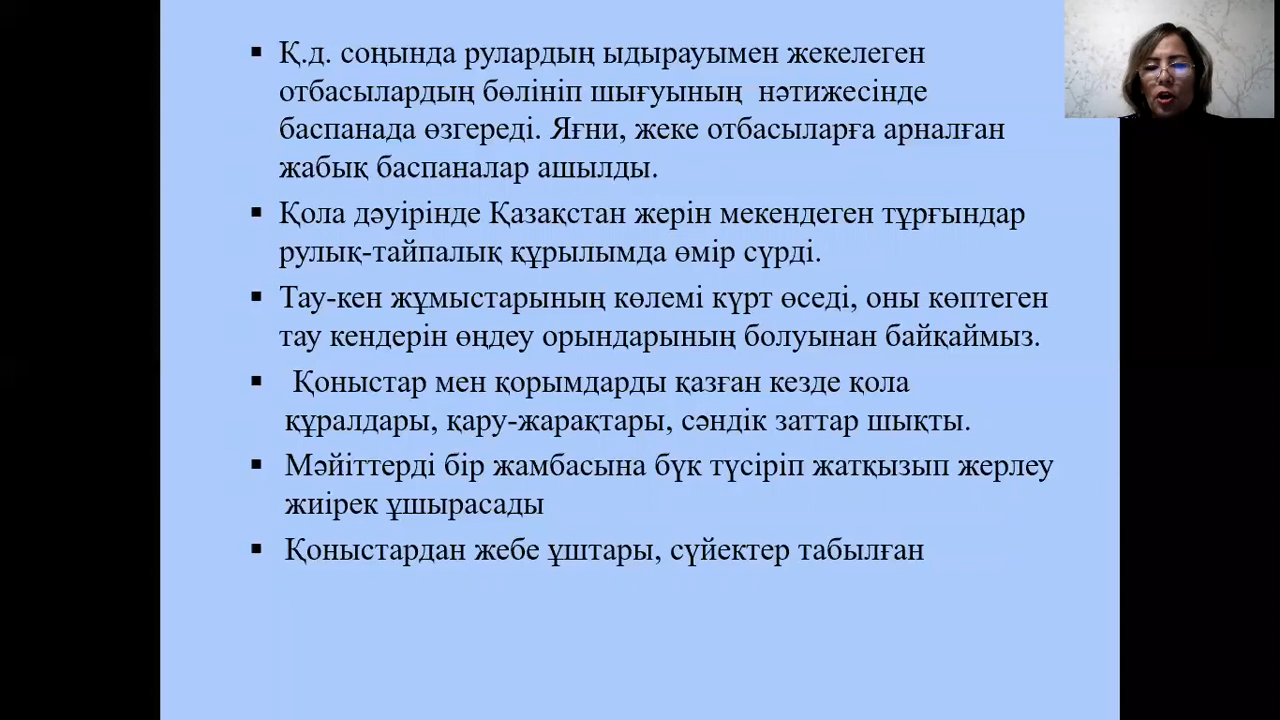 ▪ Қ.д. соңында рулардың ыдырауымен жекелеген
отбасылардың бөлініп шығуының нәтижесінде
баспанада өзгереді. Яғни, жеке отбасыларға арналған
жабық баспаналар ашылды.
▪ Қола дәуірінде Қазақстан жерін мекендеген тұрғындар
рулық-тайпалық құрылымда өмір сүрді.
▪ Тау-кен жұмыстарының көлемі күрт өседі, оны көптеген
тау кендерін өңдеу орындарының болуынан байқаймыз.
▪ Қоныстар мен қорымдарды қазған кезде қола
құралдары, қару-жарақтары, сәндік заттар шықты.
▪ Мәйіттерді бір жамбасына бүк түсіріп жатқызып жерлеу
жиірек ұшырасады
▪ Қоныстардан жебе ұштары, сүйектер табылған